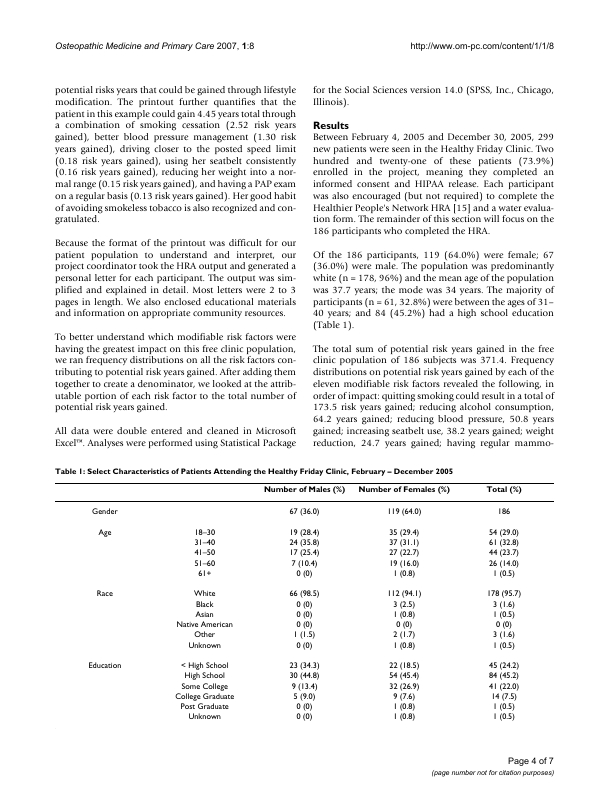 Osteopathic Medicine and Primary Care 2007, 1:8
http://www.om-pc.com/content/1/1/8
potential risks years that could be gained through lifestyle
modification. The printout further quantifies that the
patient in this example could gain 4.45 years total through
a combination of smoking cessation (2.52 risk years
gained), better blood pressure management (1.30 risk
years gained), driving closer to the posted speed limit
(0.18 risk years gained), using her seatbelt consistently
(0.16 risk years gained), reducing her weight into a nor-
mal range (0.15 risk years gained), and having a PAP exam
on a regular basis (0.13 risk years gained). Her good habit
of avoiding smokeless tobacco is also recognized and con-
gratulated.
Because the format of the printout was difficult for our
patient population to understand and interpret, our
project coordinator took the HRA output and generated a
personal letter for each participant. The output was sim-
plified and explained in detail. Most letters were 2 to 3
pages in length. We also enclosed educational materials
and information on appropriate community resources.
To better understand which modifiable risk factors were
having the greatest impact on this free clinic population,
we ran frequency distributions on all the risk factors con-
tributing to potential risk years gained. After adding them
together to create a denominator, we looked at the attrib-
utable portion of each risk factor to the total number of
potential risk years gained.
All data were double entered and cleaned in Microsoft
Excel™. Analyses were performed using Statistical Package
for the Social Sciences version 14.0 (SPSS, Inc., Chicago,
Illinois).
Results
Between February 4, 2005 and December 30, 2005, 299
new patients were seen in the Healthy Friday Clinic. Two
hundred and twenty-one of these patients (73.9%)
enrolled in the project, meaning they completed an
informed consent and HIPAA release. Each participant
was also encouraged (but not required) to complete the
Healthier People's Network HRA [15] and a water evalua-
tion form. The remainder of this section will focus on the
186 participants who completed the HRA.
Of the 186 participants, 119 (64.0%) were female; 67
(36.0%) were male. The population was predominantly
white (n = 178, 96%) and the mean age of the population
was 37.7 years; the mode was 34 years. The majority of
participants (n = 61, 32.8%) were between the ages of 31–
40 years; and 84 (45.2%) had a high school education
(Table 1).
The total sum of potential risk years gained in the free
clinic population of 186 subjects was 371.4. Frequency
distributions on potential risk years gained by each of the
eleven modifiable risk factors revealed the following, in
order of impact: quitting smoking could result in a total of
173.5 risk years gained; reducing alcohol consumption,
64.2 years gained; reducing blood pressure, 50.8 years
gained; increasing seatbelt use, 38.2 years gained; weight
reduction, 24.7 years gained; having regular mammo-
Table 1: Select Characteristics of Patients Attending the Healthy Friday Clinic, February – December 2005
Number of Males (%) Number of Females (%) Total (%)
Gender 67 (36.0) 119 (64.0) 186
Age 18–30 19 (28.4) 35 (29.4) 54 (29.0)
31–40 24 (35.8) 37 (31.1) 61 (32.8)
41–50 17 (25.4) 27 (22.7) 44 (23.7)
51–60 7 (10.4) 19 (16.0) 26 (14.0)
61+ 0 (0) 1 (0.8) 1 (0.5)
Race White 66 (98.5) 112 (94.1) 178 (95.7)
Black 0 (0) 3 (2.5) 3 (1.6)
Asian 0 (0) 1 (0.8) 1 (0.5)
Native American 0 (0) 0 (0) 0 (0)
Other 1 (1.5) 2 (1.7) 3 (1.6)
Unknown 0 (0) 1 (0.8) 1 (0.5)
Education < High School 23 (34.3) 22 (18.5) 45 (24.2)
High School 30 (44.8) 54 (45.4) 84 (45.2)
Some College 9 (13.4) 32 (26.9) 41 (22.0)
College Graduate 5 (9.0) 9 (7.6) 14 (7.5)
Post Graduate 0 (0) 1 (0.8) 1 (0.5)
Unknown 0 (0) 1 (0.8) 1 (0.5)
Page 4 of 7
(page number not for citation purposes)